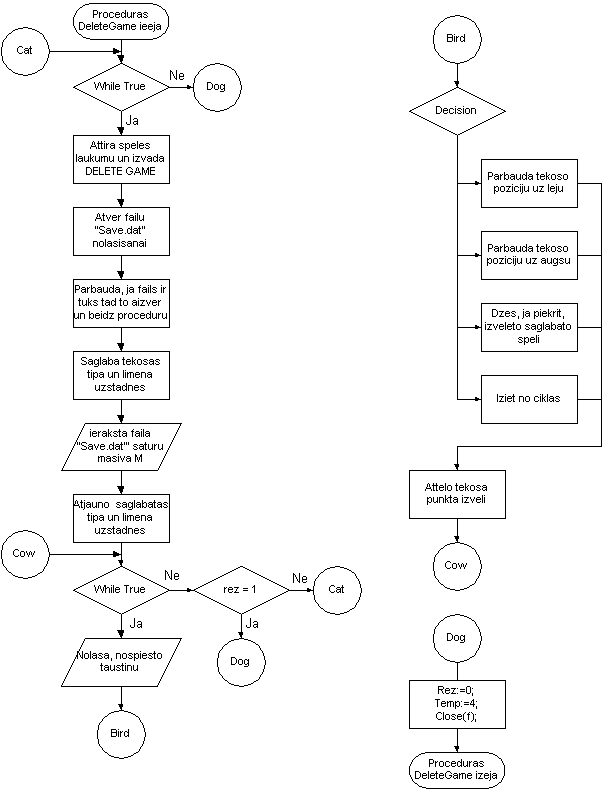 Proceduras
DeleteGame ieeja
Cat
While True
Ne
Dog
Ja
Attira speles
laukumu un izvada
DELETE GAME
Atver failu
"Save.dat"
nolasisanai
Parbauda, ja fails ir
tuks tad to aizver
un beidz proceduru
Saglaba tekosas
tipa un limena
uzstadnes
ieraksta faila
"Save.dat'" saturu
masiva M
Atjauno saglabatas
tipa un limena
uzstadnes
Cow
While True
Ne
rez = 1
Ne
Cat
Ja
Ja
Dog
Nolasa, nospiesto
taustinu
Bird
Bird
Decision
Parbauda tekoso
poziciju uz leju
Parbauda tekoso
poziciju uz augsu
Dzes, ja piekrit,
izveleto saglabato
speli
Iziet no ciklas
Attelo tekosa
punkta izveli
Cow
Dog
Rez:=0;
Temp:=4;
Close(f);
Proceduras
DeleteGame izeja